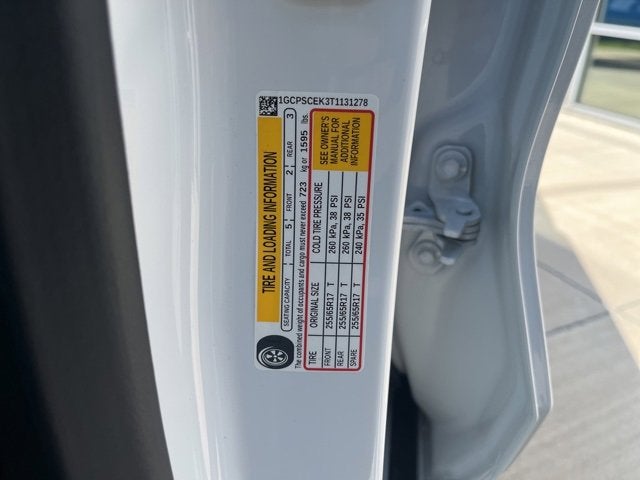 1GCPSCEK3T1131278
TIRE AND LOADING INFORMATION
SEATING CAPACITY TOTAL 5 FRONT 2 REAR 3
The combined weight of occupants and cargo must never exceed 723 kg or 1595 lbs.
TIRE ORIGINAL SIZE COLD TIRE PRESSURE
FRONT 255/65R17 T 260 kPa, 38 PSI
REAR 255/65R17 T 260 kPa, 38 PSI
SPARE 255/65R17 T 240 kPa, 35 PSI
SEE OWNER'S
MANUAL FOR
ADDITIONAL
INFORMATION